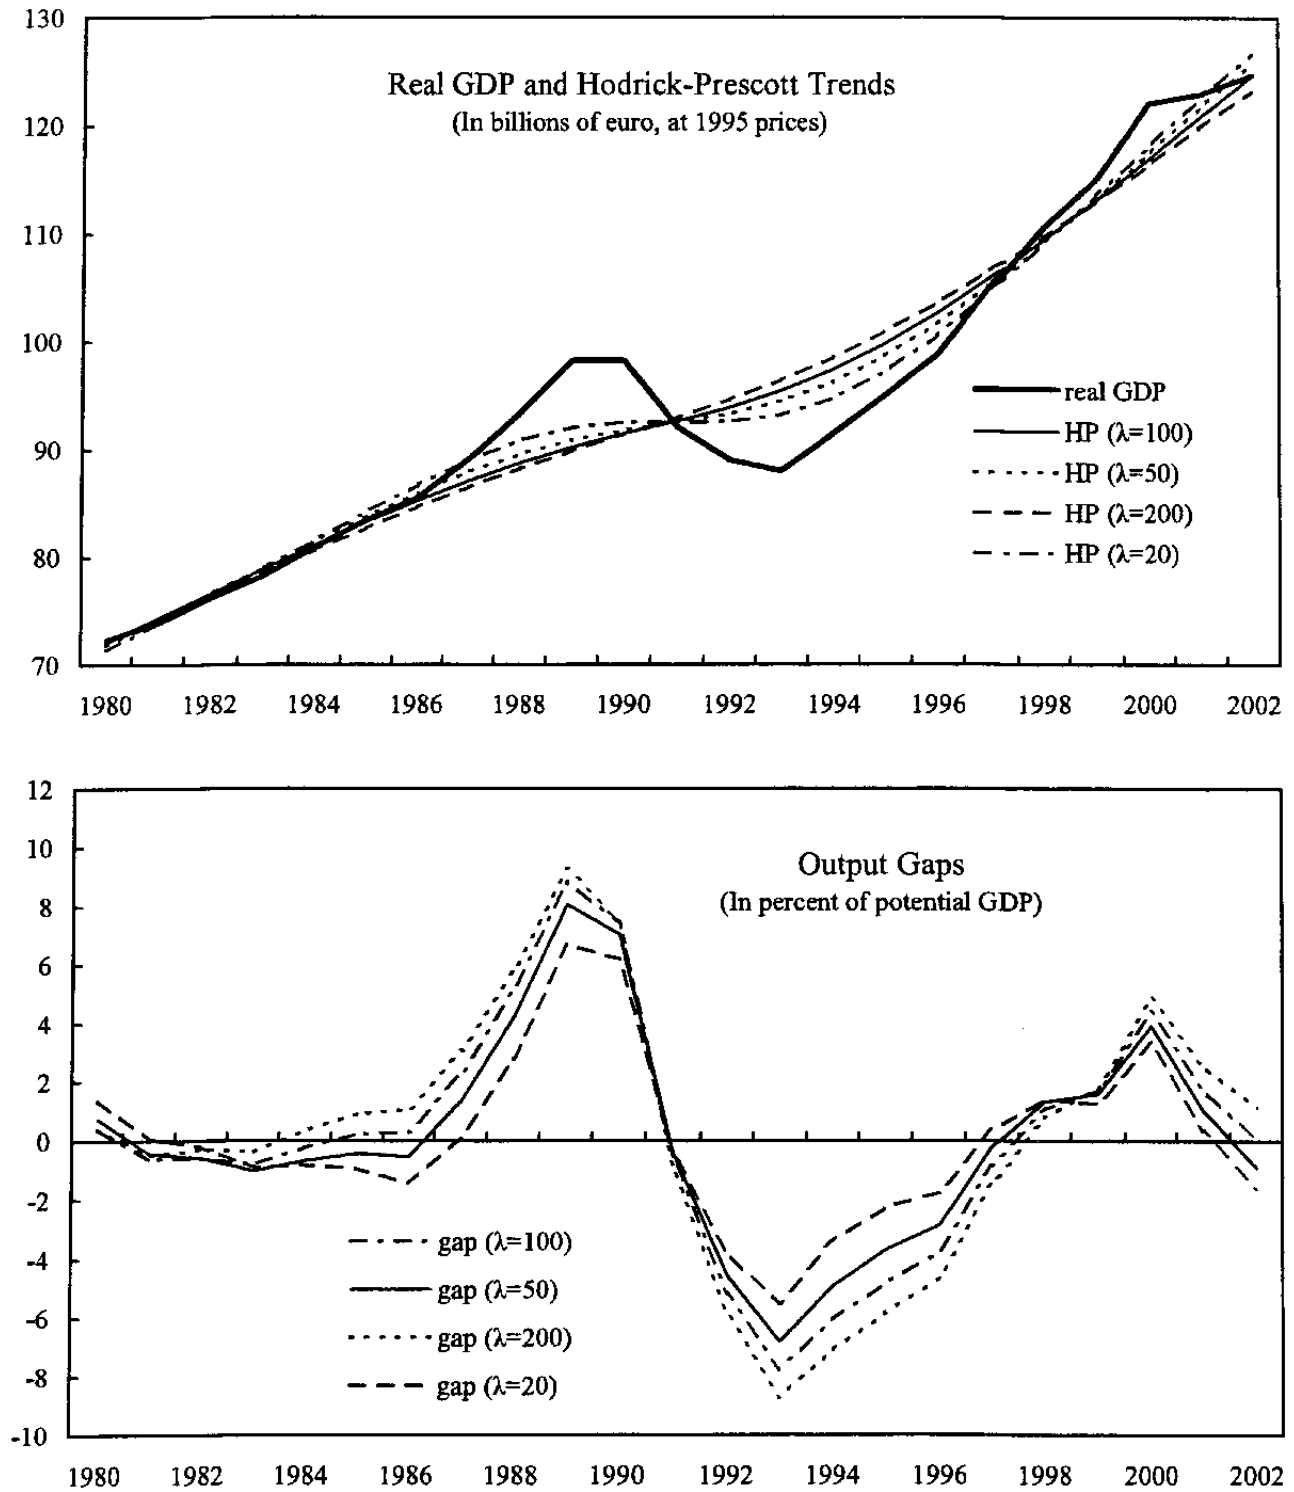 Real GDP and Hodrick-Prescott Trends
(In billions of euro, at 1995 prices)
130
120
110
100
90
80
70
real GDP
HP (λ=100)
HP (λ=50)
HP (λ=200)
HP (λ=20)
1980 1982 1984 1986 1988 1990 1992 1994 1996 1998 2000 2002
Output Gaps
(In percent of potential GDP)
12
10
8
6
4
2
0
-2
-4
-6
-8
-10
gap (λ=100)
gap (λ=50)
gap (λ=200)
gap (λ=20)
1980 1982 1984 1986 1988 1990 1992 1994 1996 1998 2000 2002